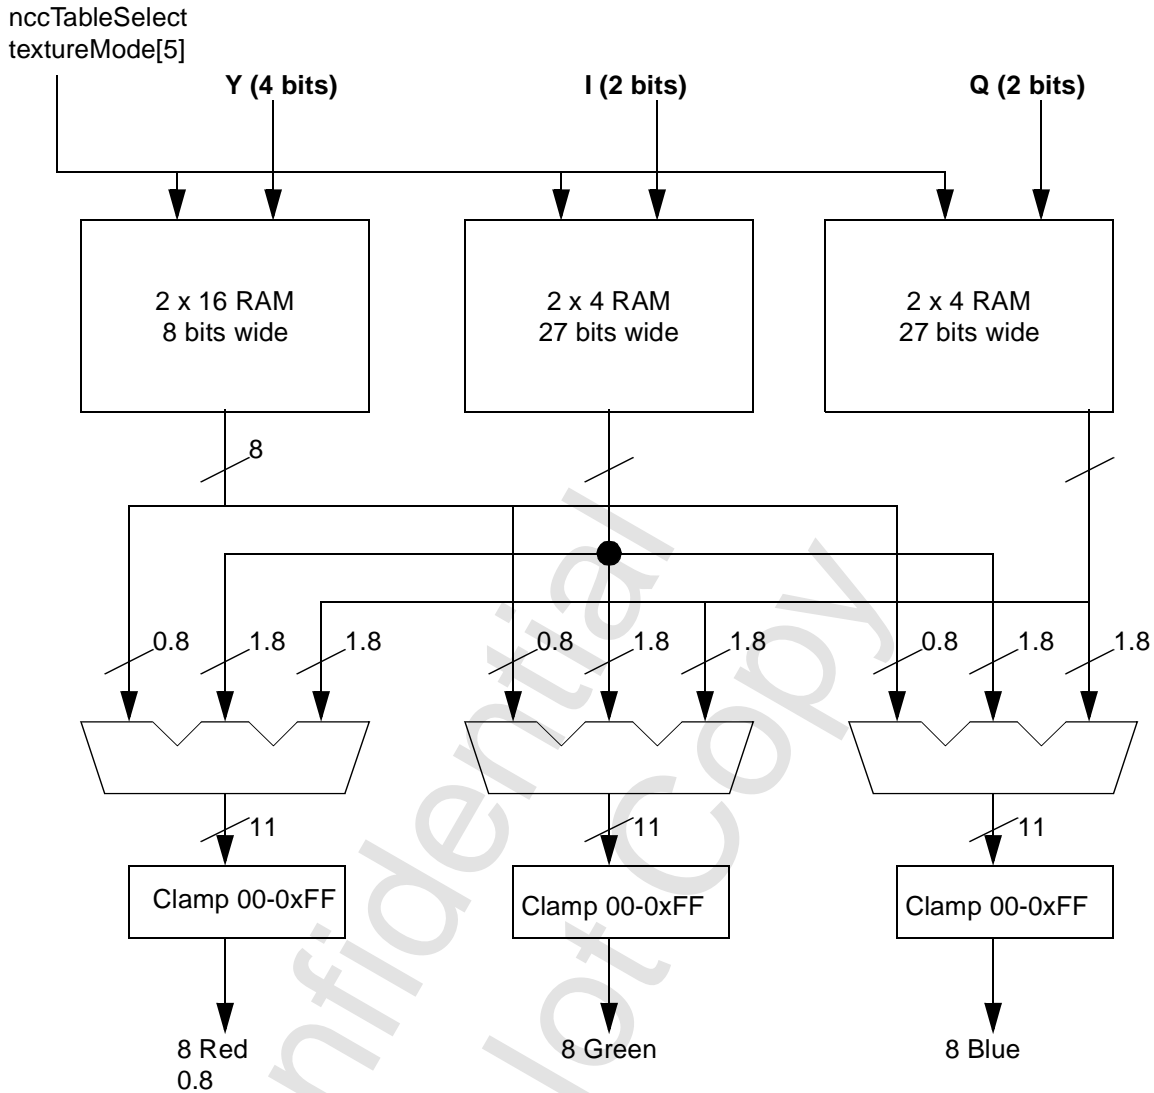 nccTableSelect
textureMode[5]
Y (4 bits)
I (2 bits)
Q (2 bits)
2 x 16 RAM
8 bits wide
2 x 4 RAM
27 bits wide
2 x 4 RAM
27 bits wide
8
0.8
1.8
1.8
0.8
1.8
1.8
0.8
1.8
1.8
11
11
11
Clamp 00-0xFF
Clamp 00-0xFF
Clamp 00-0xFF
8 Red
0.8
8 Green
8 Blue
nfidential
lot Copy